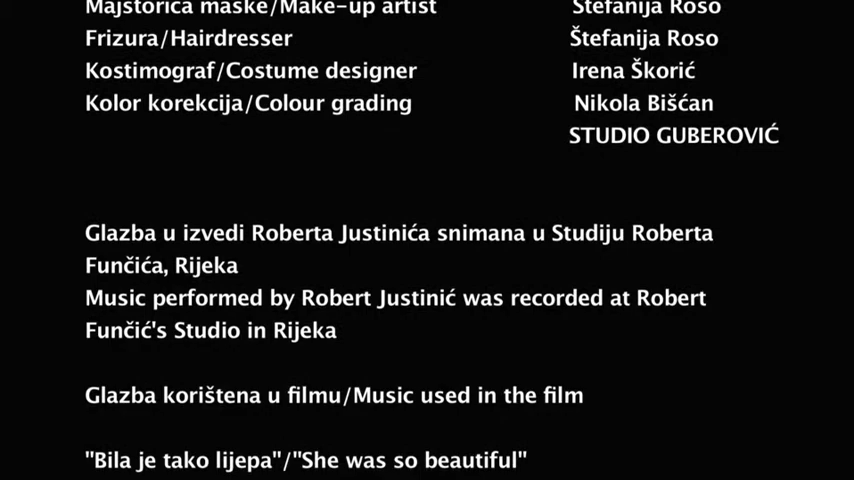 Majstorica maske/Make-up artist Štefanija Roso
Frizura/Hairdresser Štefanija Roso
Kostimograf/Costume designer Irena Škorić
Kolor korekcija/Colour grading Nikola Bišćan
STUDIO GUBEROVIĆ
Glazba u izvedi Roberta Justinića snimana u Studiju Roberta
Funčića, Rijeka
Music performed by Robert Justinić was recorded at Robert
Funčić's Studio in Rijeka
Glazba korištena u filmu/Music used in the film
"Bila je tako lijepa"/"She was so beautiful"